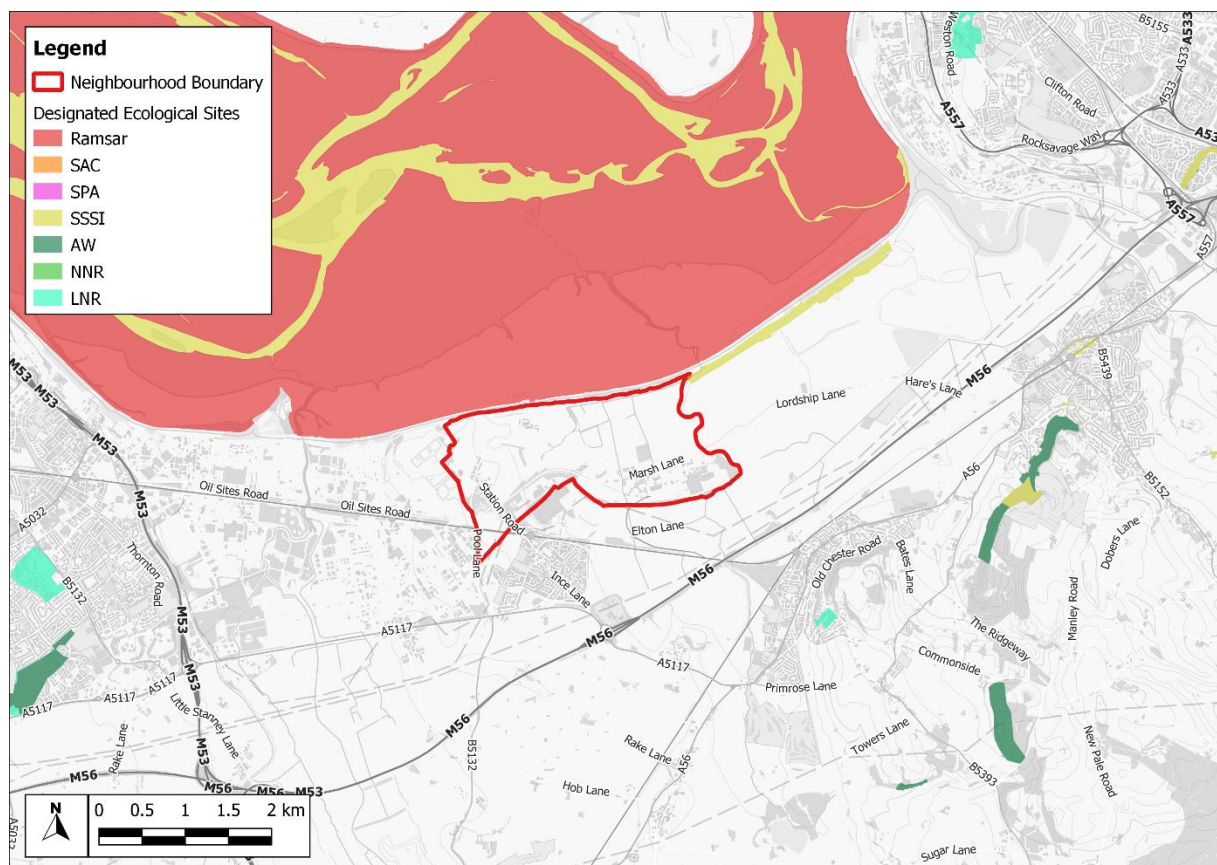 Legend
Neighbourhood Boundary
Designated Ecological Sites
Ramsar
SAC
SPA
SSSI
AW
NNR
LNR
Weston Road
B5155
A533
A533
Clifton Road
A557
Rocksavage Way
A533
A557
A557
M53
M53
M53
Oil Sites Road
Oil Sites Road
A5032
Thornton Road
B5132
M53
M53
A5117
A5117
A5117
Little Stanney Lane
Rake Lane
M56
M56
M56
M53
Station Road
Pool Lane
Marsh Lane
Elton Lane
Ince Lane
Lordship Lane
Hare's Lane
M56
M56
M56
M56
A5117
B5132
Hob Lane
Rake Lane
A56
A56
Primrose Lane
Old Chester Road
Bates Lane
B5439
B5152
Dobers Lane
Manley Road
The Ridgeway
Commonside
Towers Lane
B5393
New Pale Road
Sugar Lane
N
0 0.5 1 1.5 2 km